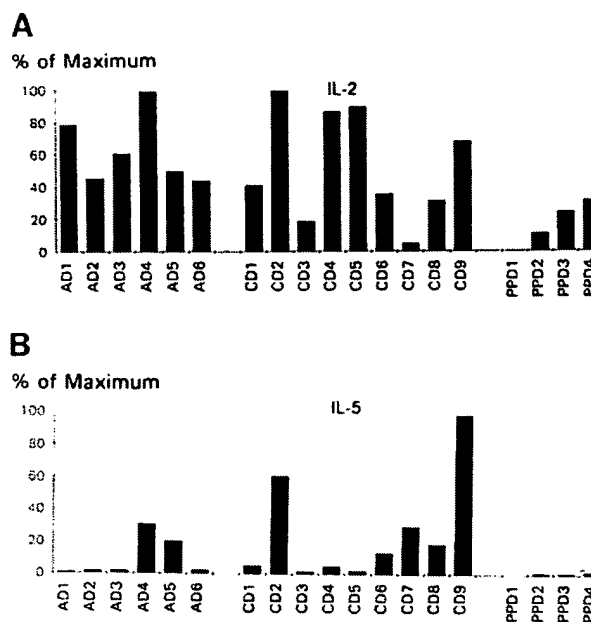 A
% of Maximum
IL-2
100
80
60
40
20
0
AD1 AD2 AD3 AD4 AD5 AD6 CD1 CD2 CD3 CD4 CD5 CD6 CD7 CD8 CD9 PPD1 PPD2 PPD3 PPD4
B
% of Maximum
IL-5
100
80
60
40
20
0
AD1 AD2 AD3 AD4 AD5 AD6 CD1 CD2 CD3 CD4 CD5 CD6 CD7 CD8 CD9 PPD1 PPD2 PPD3 PPD4